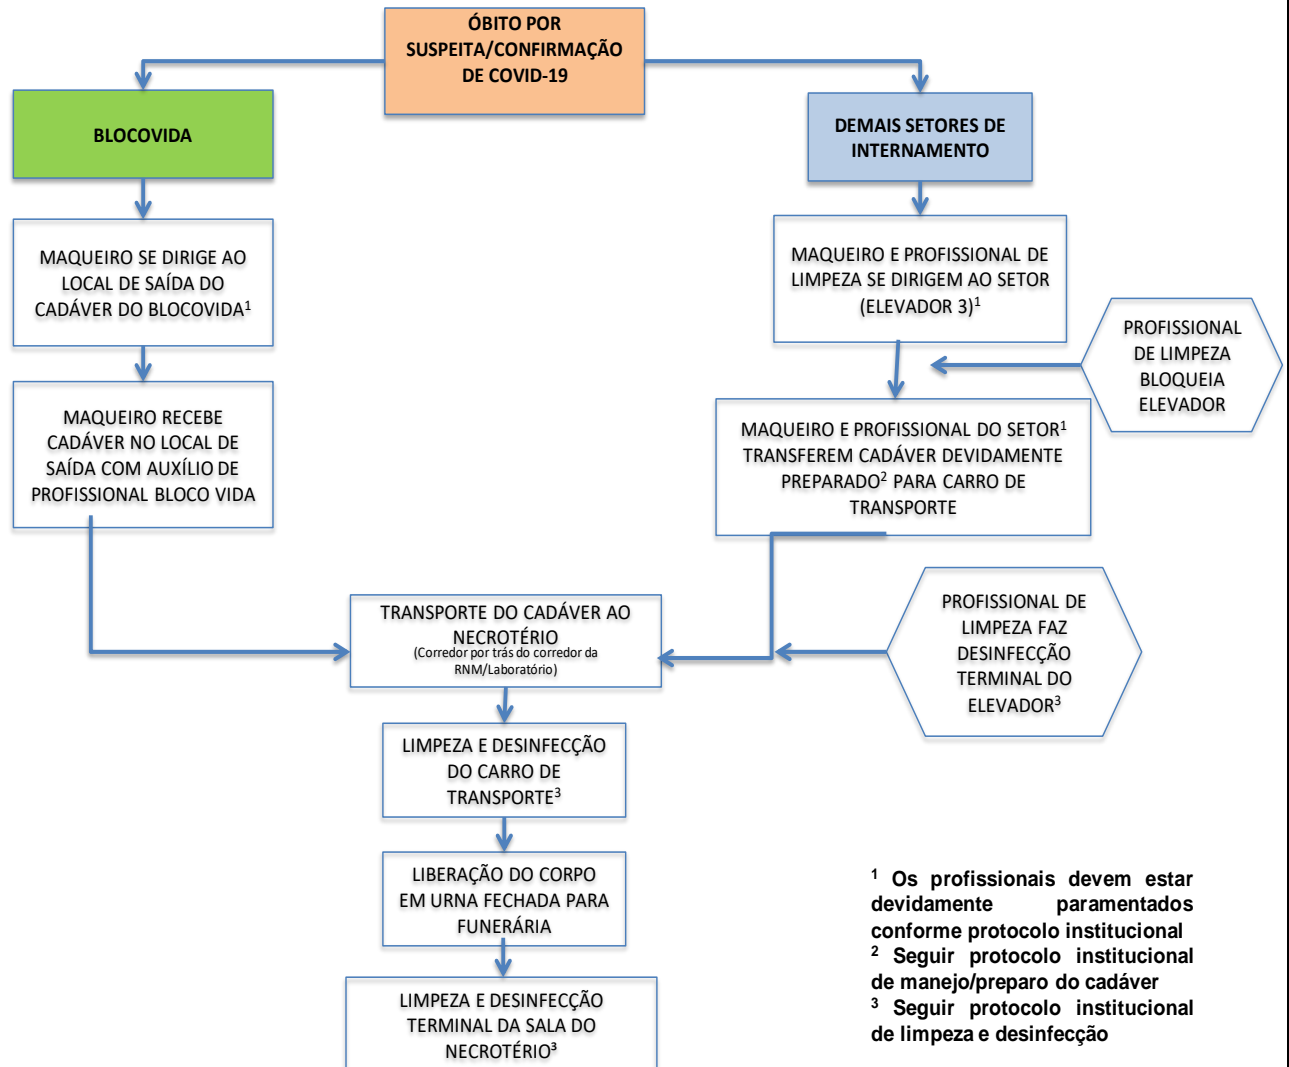 ÓBITO POR
SUSPEITA/CONFIRMAÇÃO
DE COVID-19
BLOCOVIDA
DEMAIS SETORES DE
INTERNAMENTO
MAQUEIRO SE DIRIGE AO
LOCAL DE SAÍDA DO
CADÁVER DO BLOCOVIDA¹
MAQUEIRO E PROFISSIONAL DE
LIMPEZA SE DIRIGEM AO SETOR
(ELEVADOR 3)¹
PROFISSIONAL
DE LIMPEZA
BLOQUEIA
ELEVADOR
MAQUEIRO RECEBE
CADÁVER NO LOCAL DE
SAÍDA COM AUXÍLIO DE
PROFISSIONAL BLOCO VIDA
MAQUEIRO E PROFISSIONAL DO SETOR¹
TRANSFEREM CADÁVER DEVIDAMENTE
PREPARADO² PARA CARRO DE
TRANSPORTE
TRANSPORTE DO CADÁVER AO
NECROTÉRIO
(Corredor por trás do corredor da
RNM/Laboratório)
PROFISSIONAL DE
LIMPEZA FAZ
DESINFECÇÃO
TERMINAL DO
ELEVADOR³
LIMPEZA E DESINFECÇÃO
DO CARRO DE
TRANSPORTE³
LIBERAÇÃO DO CORPO
EM URNA FECHADA PARA
FUNERÁRIA
LIMPEZA E DESINFECÇÃO
TERMINAL DA SALA DO
NECROTÉRIO³
¹ Os profissionais devem estar
devidamente paramentados
conforme protocolo institucional
² Seguir protocolo institucional
de manejo/preparo do cadáver
³ Seguir protocolo institucional
de limpeza e desinfecção